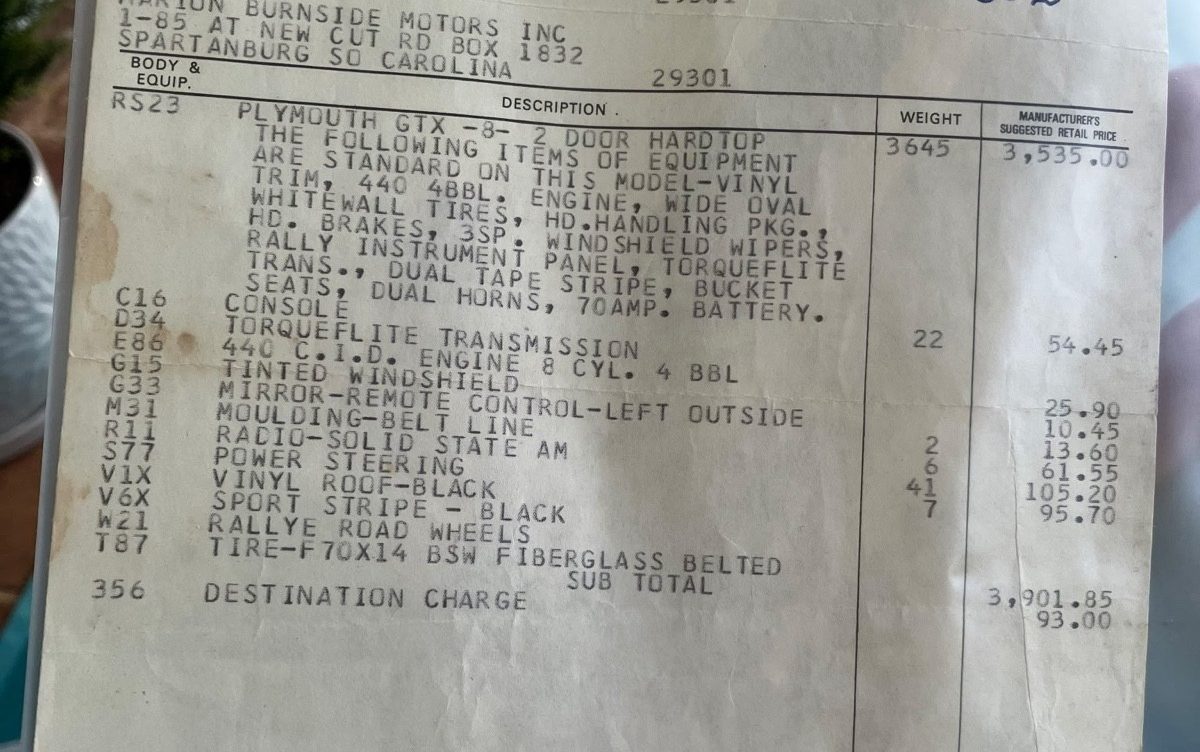 BURNSIDE MOTORS INC
1-85 AT NEW CUT RD BOX 1832
SPARTANBURG SO CAROLINA
29301
BODY & EQUIP. DESCRIPTION . WEIGHT MANUFACTURER'S SUGGESTED RETAIL PRICE
RS23 PLYMOUTH GTX -8- 2 DOOR HARDTOP 3645 3,535.00
THE FOLLOWING ITEMS OF EQUIPMENT
ARE STANDARD ON THIS MODEL-VINYL
TRIM, 440 4BBL. ENGINE, WIDE OVAL
WHITEWALL TIRES, HD.HANDLING PKG.,
HD. BRAKES, 3SP. WINDSHIELD WIPERS,
RALLY INSTRUMENT PANEL, TORQUEFLITE
TRANS., DUAL TAPE STRIPE, BUCKET
SEATS, DUAL HORNS, 70AMP. BATTERY.
C16 CONSOLE 22 54.45
D34 TORQUEFLITE TRANSMISSION
E86 440 C.I.D. ENGINE 8 CYL. 4 BBL
G15 TINTED WINDSHIELD 25.90
G33 MIRROR-REMOTE CONTROL-LEFT OUTSIDE 10.45
M31 MOULDING-BELT LINE 2 13.60
R11 RADIO-SOLID STATE AM 6 61.55
S77 POWER STEERING 41 105.20
V1X VINYL ROOF-BLACK 7 95.70
V6X SPORT STRIPE - BLACK
W21 RALLYE ROAD WHEELS
T87 TIRE-F70X14 BSW FIBERGLASS BELTED
SUB TOTAL 3,901.85
356 DESTINATION CHARGE 93.00